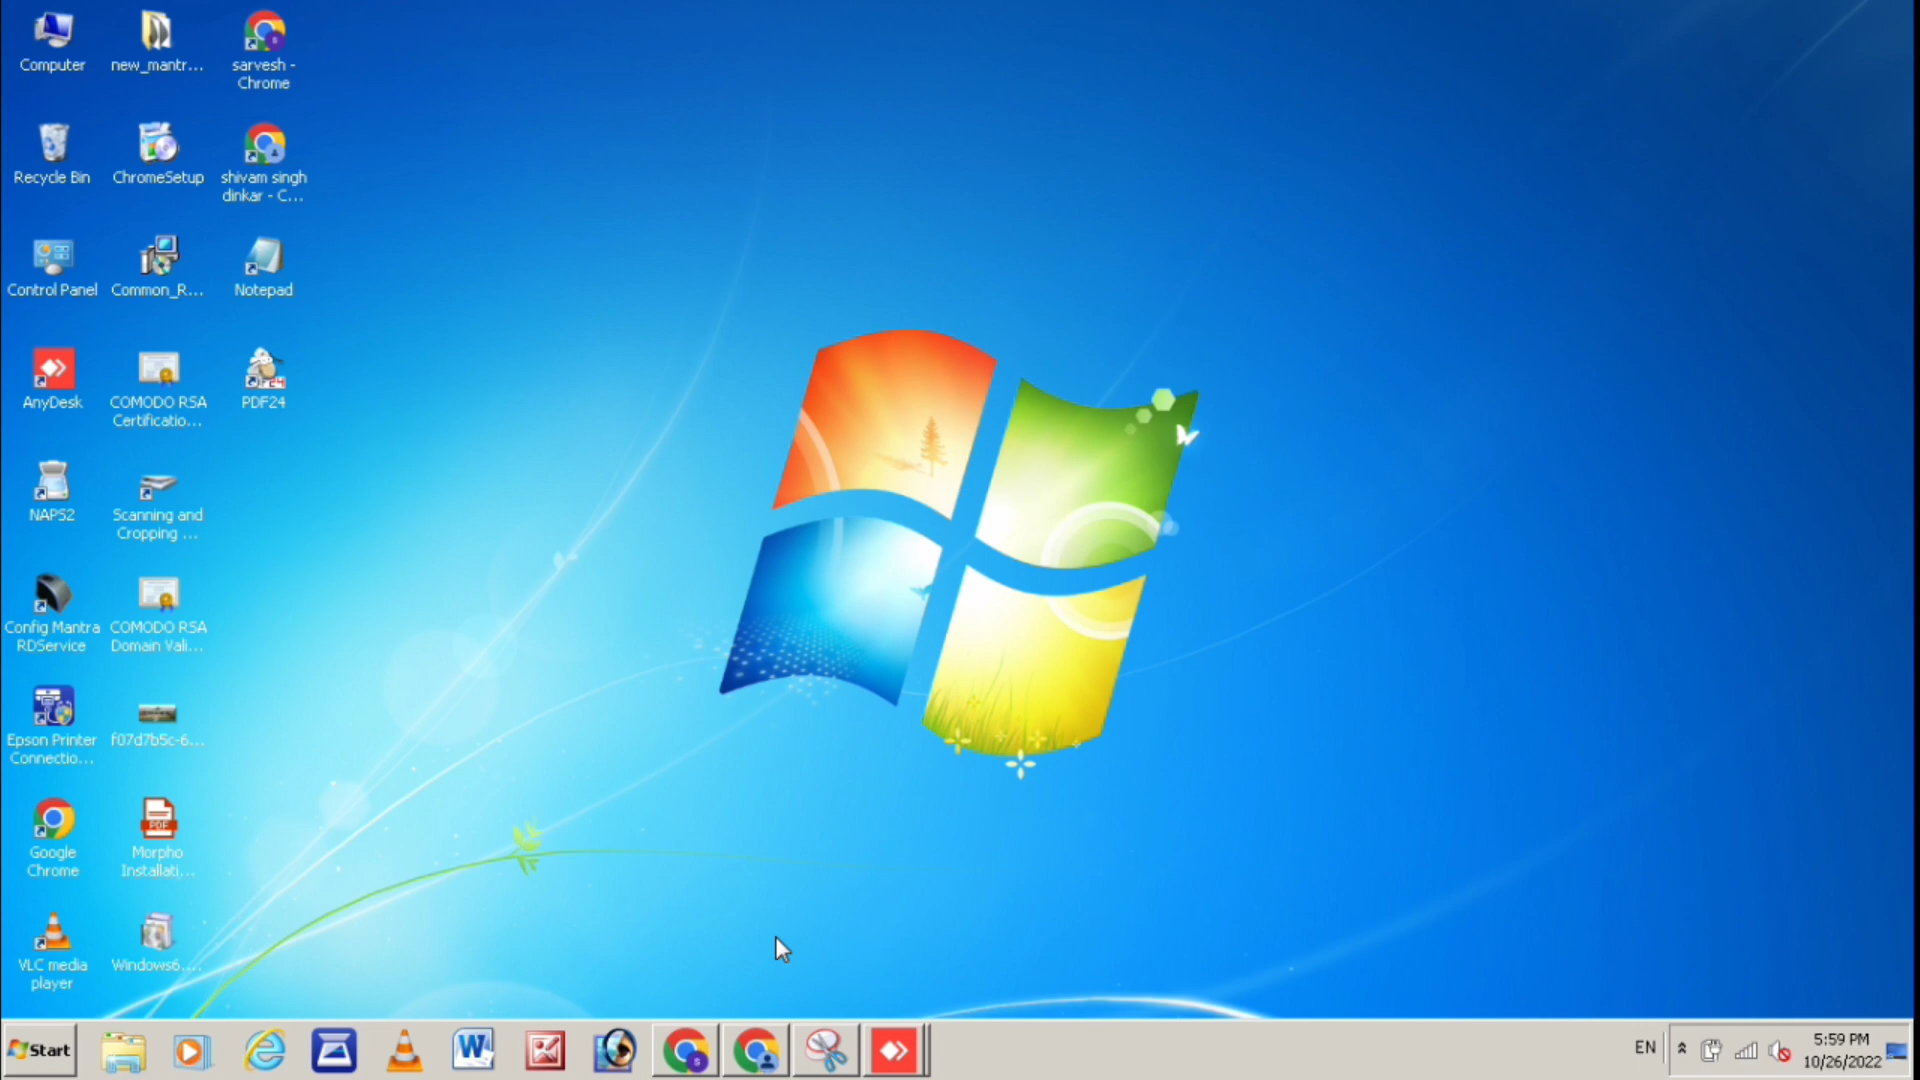 Computer
new_mantr...
sarvesh -
Chrome
Recycle Bin
ChromeSetup
shivam singh
dinkar - C...
Control Panel
Common_R...
Notepad
AnyDesk
COMODO RSA
Certificatio...
PDF24
NAPS2
Scanning and
Cropping ...
Config Mantra
RDService
COMODO RSA
Domain Vali...
Epson Printer
Connectio...
f07d7b5c-6...
Google
Chrome
Morpho
Installati...
VLC media
player
Windows6....
Start
EN
5:59 PM
10/26/2022